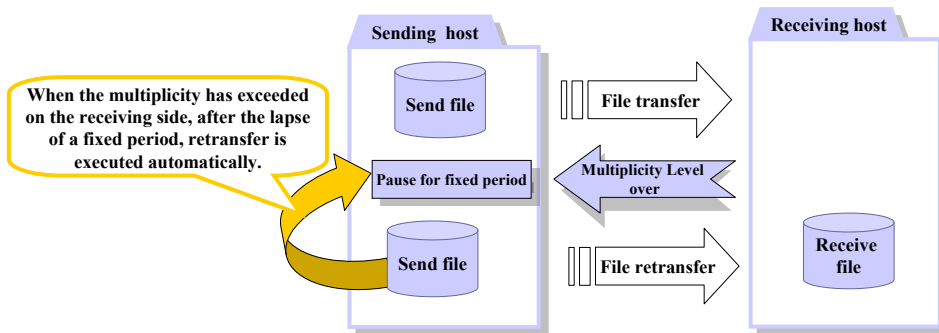 Sending host
Receiving host
When the multiplicity has exceeded
on the receiving side, after the lapse
of a fixed period, retransfer is
executed automatically.
Send file
File transfer
Pause for fixed period
Multiplicity Level
over
Send file
File retransfer
Receive
file